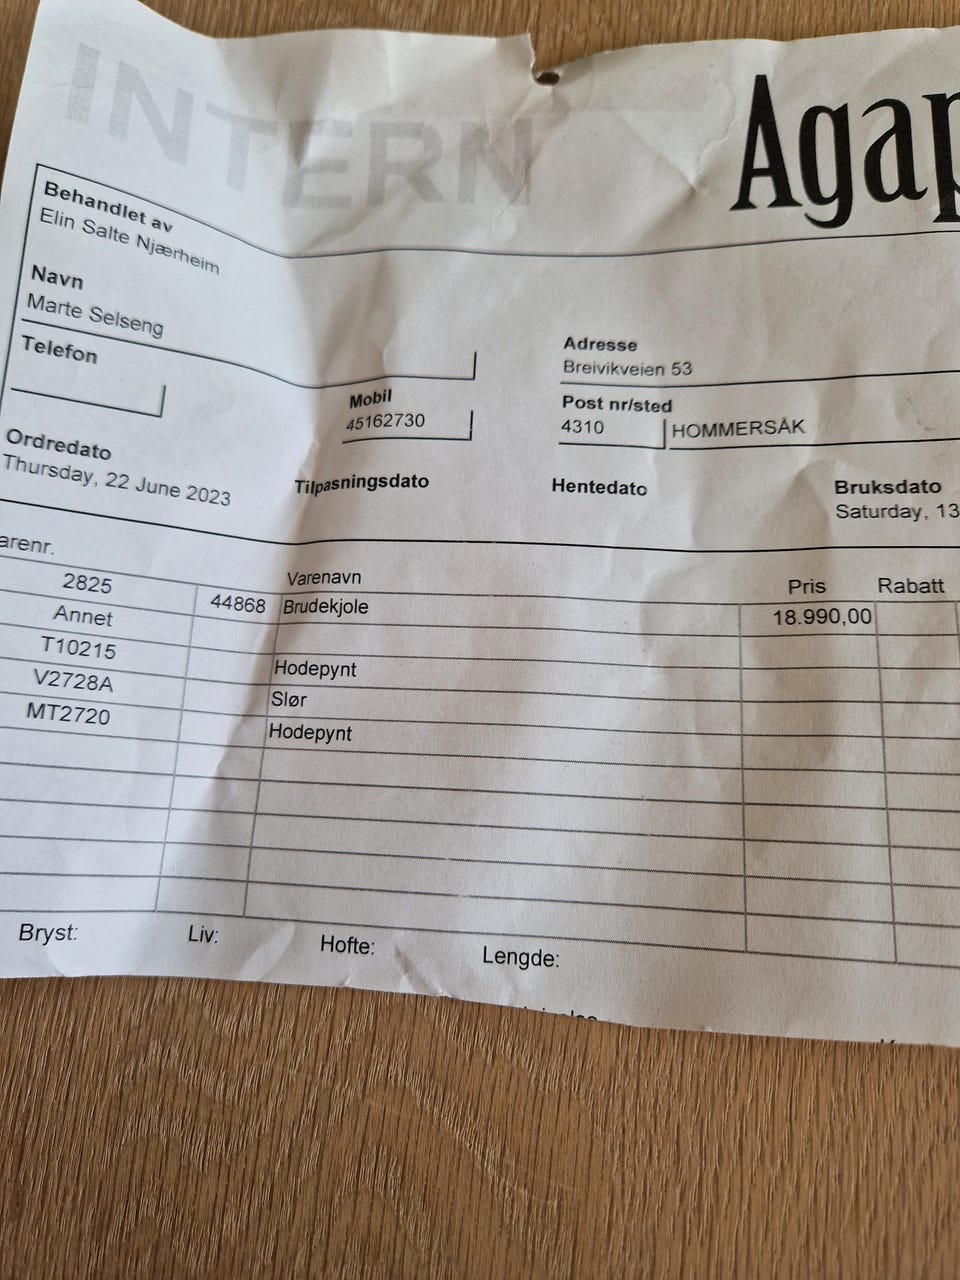 INTERN
Behandlet av
Elin Salte Njærheim
Navn
Marte Selseng
Adresse
Breivikveien 53
Telefon
Mobil
45162730
Post nr/sted
4310 HOMMERSÅK
Ordredato
Thursday, 22 June 2023
Tilpasningsdato
Hentedato
Bruksdato
Saturday, 13
arenr. Varenavn Pris Rabatt
2825 44868 Brudekjole 18.990,00
Annet
T10215 Hodepynt
V2728A Slør
MT2720 Hodepynt
Bryst: Liv: Hofte: Lengde: